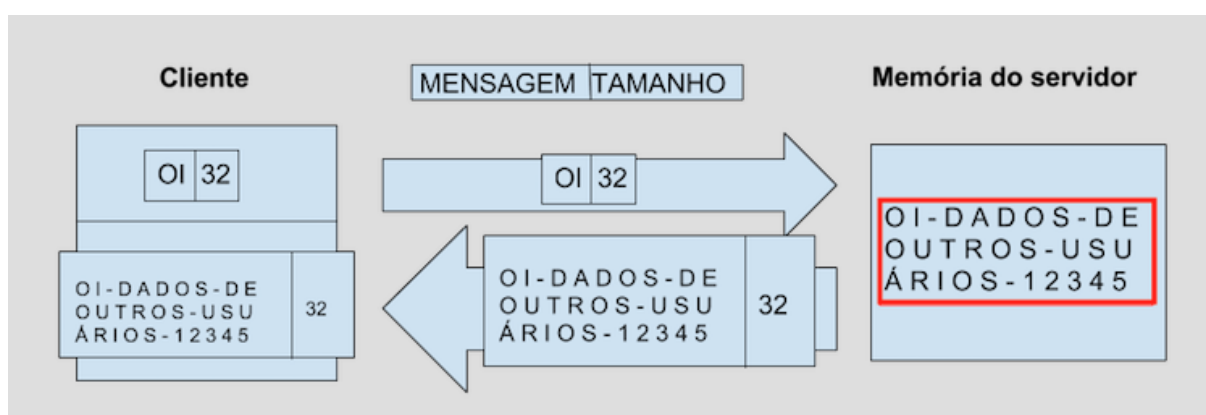 Cliente
MENSAGEM TAMANHO
Memória do servidor
OI 32
OI 32
OI-DADOS-DE
OUTROS-USU
ÁRIOS-12345
OI-DADOS-DE
OUTROS-USU
ÁRIOS-12345
32
OI-DADOS-DE
OUTROS-USU
ÁRIOS-12345
32